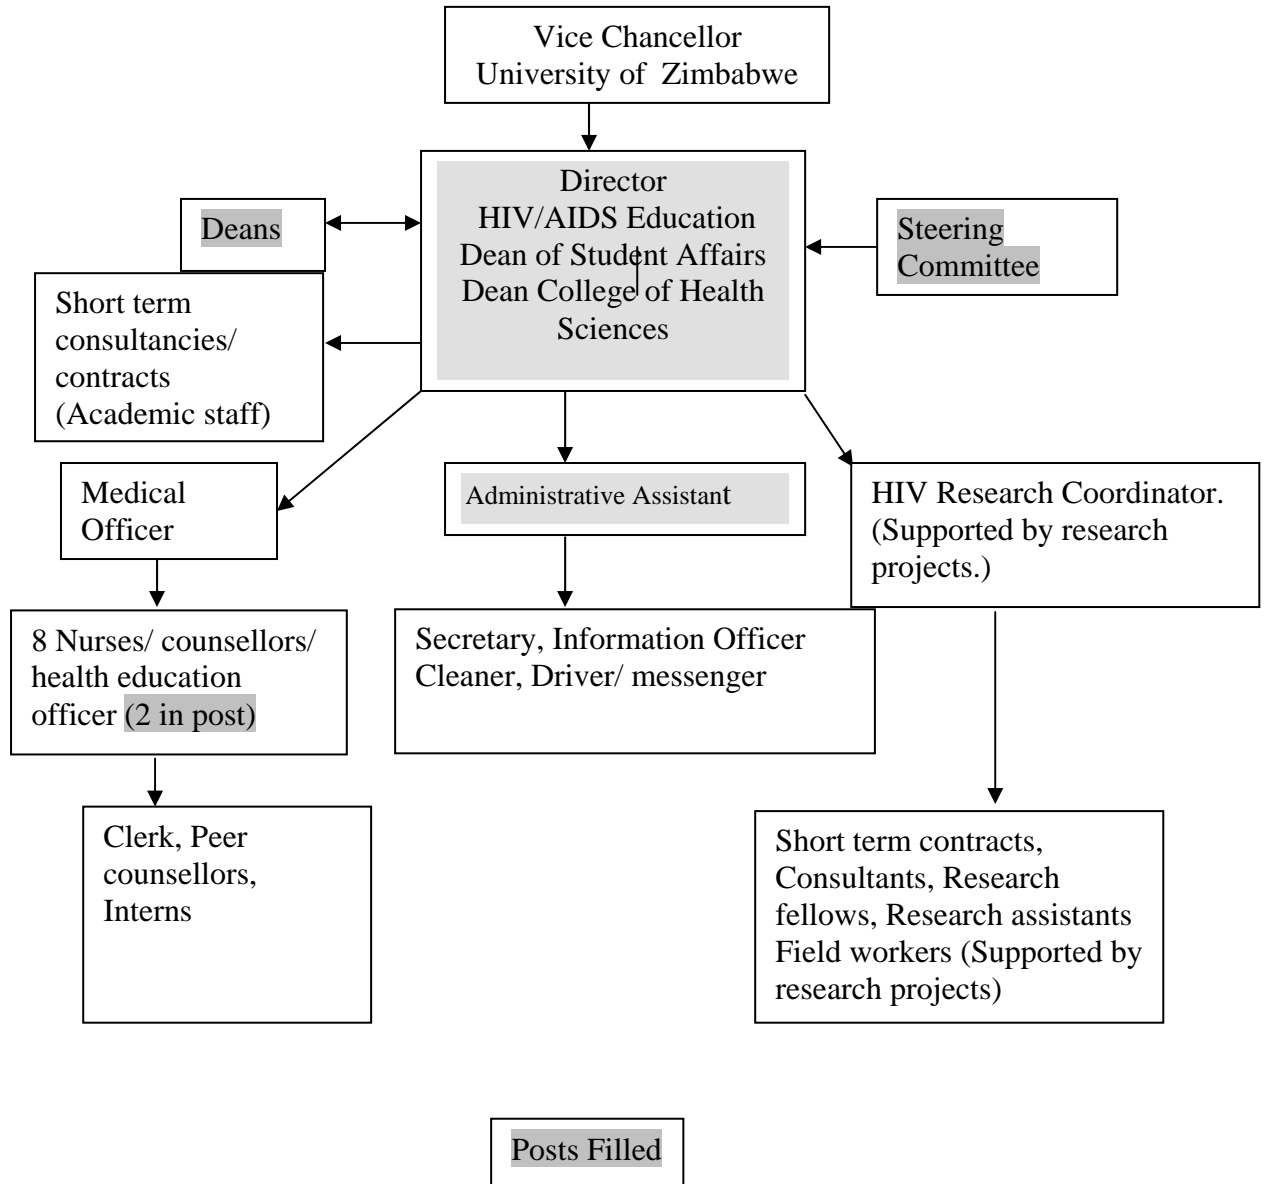 Vice Chancellor
University of  Zimbabwe
Director
HIV/AIDS Education
Dean of Student Affairs
Dean College of Health
Sciences
Deans
Steering
Committee
Short term
consultancies/
contracts
(Academic staff)
Medical
Officer
Administrative Assistant
HIV Research Coordinator.
(Supported by research
projects.)
8 Nurses/ counsellors/
health education
officer (2 in post)
Secretary, Information Officer
Cleaner, Driver/ messenger
Clerk, Peer
counsellors,
Interns
Short term contracts,
Consultants, Research
fellows, Research assistants
Field workers (Supported by
research projects)
Posts Filled